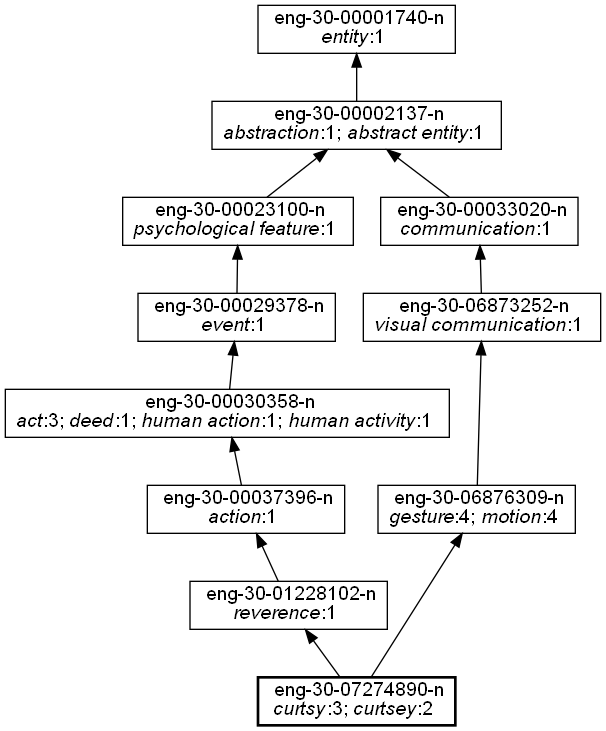 eng-30-00001740-n
entity:1
eng-30-00002137-n
abstraction:1; abstract entity:1
eng-30-00023100-n
psychological feature:1
eng-30-00033020-n
communication:1
eng-30-00029378-n
event:1
eng-30-06873252-n
visual communication:1
eng-30-00030358-n
act:3; deed:1; human action:1; human activity:1
eng-30-00037396-n
action:1
eng-30-06876309-n
gesture:4; motion:4
eng-30-01228102-n
reverence:1
eng-30-07274890-n
curtsy:3; curtsey:2